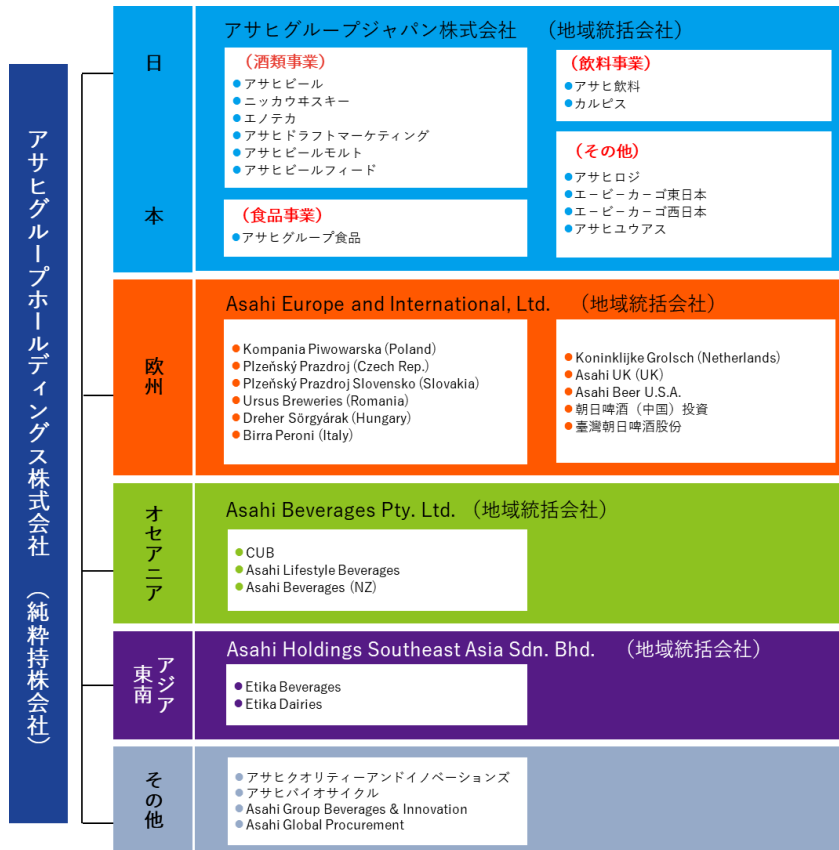 アサヒグループホールディングス株式会社 （純粋持株会社）
日本
アサヒグループジャパン株式会社 （地域統括会社）
（酒類事業）
●アサヒビール
●ニッカウヰスキー
●エノテカ
●アサヒドラフトマーケティング
●アサヒビールモルト
●アサヒビールフィード
（食品事業）
●アサヒグループ食品
（飲料事業）
●アサヒ飲料
●カルピス
（その他）
●アサヒロジ
●エービーカーゴ東日本
●エービーカーゴ西日本
●アサヒユウアス
欧州
Asahi Europe and International, Ltd. （地域統括会社）
●Kompania Piwowarska (Poland)
●Plzeňský Prazdroj (Czech Rep.)
●Plzeňský Prazdroj Slovensko (Slovakia)
●Ursus Breweries (Romania)
●Dreher Sörgyárak (Hungary)
●Birra Peroni (Italy)
●Koninklijke Grolsch (Netherlands)
●Asahi UK (UK)
●Asahi Beer U.S.A.
●朝日啤酒（中国）投資
●臺灣朝日啤酒股份
オセアニア
Asahi Beverages Pty. Ltd. （地域統括会社）
●CUB
●Asahi Lifestyle Beverages
●Asahi Beverages (NZ)
東南アジア
Asahi Holdings Southeast Asia Sdn. Bhd. （地域統括会社）
●Etika Beverages
●Etika Dairies
その他
●アサヒクオリティーアンドイノベーションズ
●アサヒバイオサイクル
●Asahi Group Beverages & Innovation
●Asahi Global Procurement